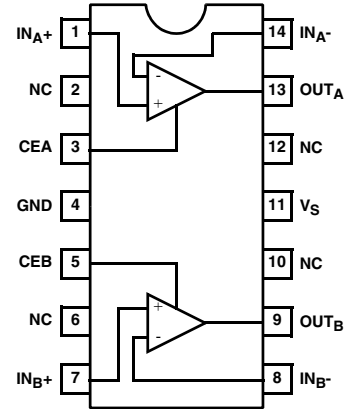 IN_A+ 1 14 IN_A-
NC 2 13 OUT_A
CEA 3 12 NC
GND 4 11 V_S
CEB 5 10 NC
NC 6 9 OUT_B
IN_B+ 7 8 IN_B-
-
+
+
-